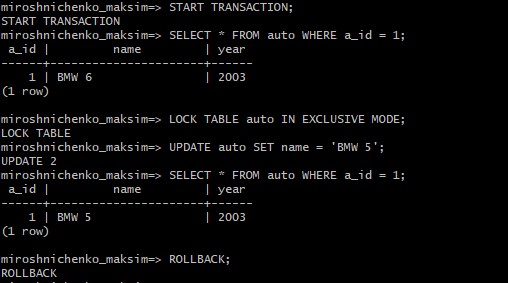 miroshnichenko_maksim=> START TRANSACTION;
START TRANSACTION
miroshnichenko_maksim=> SELECT * FROM auto WHERE a_id = 1;
 a_id |         name         | year
------+----------------------+------
    1 | BMW 6                | 2003
(1 row)

miroshnichenko_maksim=> LOCK TABLE auto IN EXCLUSIVE MODE;
LOCK TABLE
miroshnichenko_maksim=> UPDATE auto SET name = 'BMW 5';
UPDATE 2
miroshnichenko_maksim=> SELECT * FROM auto WHERE a_id = 1;
 a_id |         name         | year
------+----------------------+------
    1 | BMW 5                | 2003
(1 row)

miroshnichenko_maksim=> ROLLBACK;
ROLLBACK